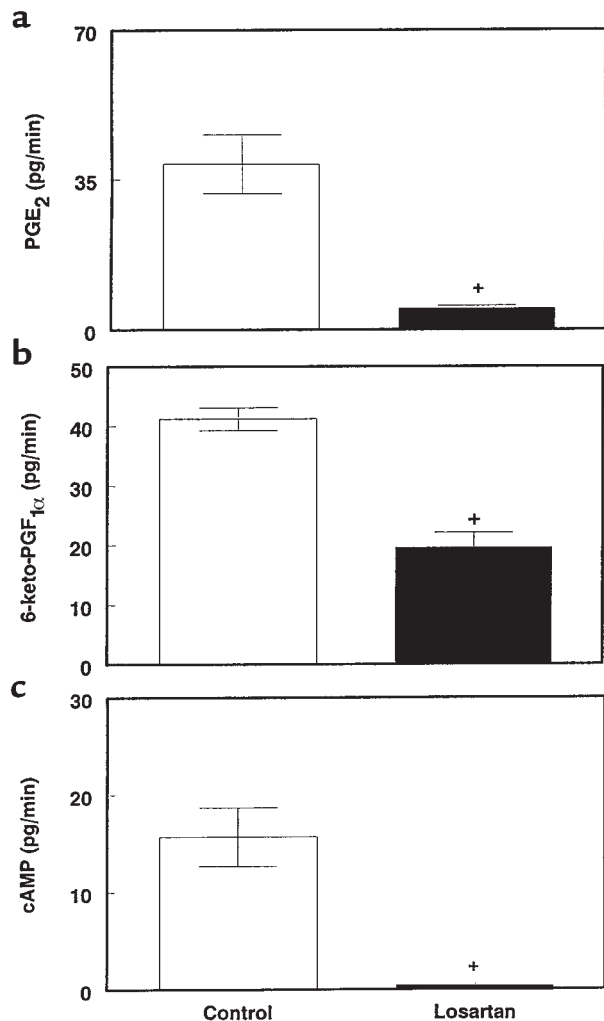 a
70
35
0
PGE2 (pg/min)
+
b
50
40
30
20
10
0
6-keto-PGF1α (pg/min)
+
c
30
20
10
0
cAMP (pg/min)
+
Control Losartan